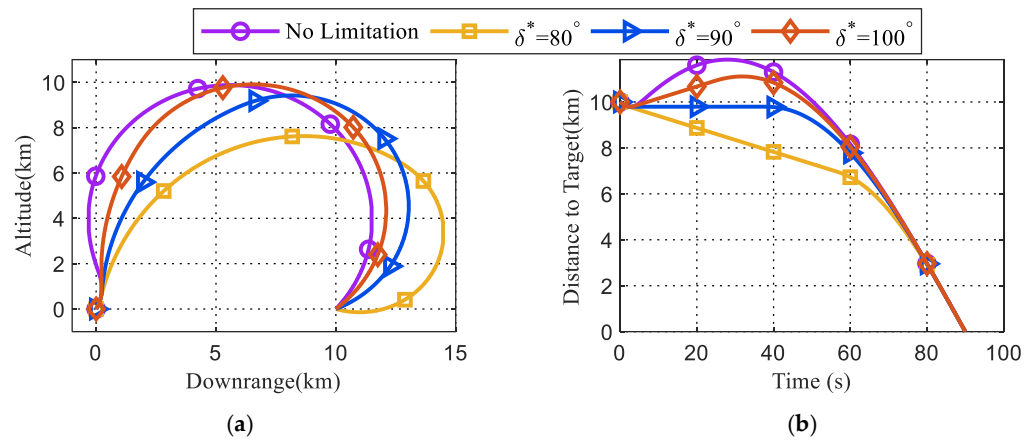 No Limitation δ*=80° δ*=90° δ*=100°
Altitude(km)
10
8
6
4
2
0
0 5 10 15
Downrange(km)
(a)
Distance to Target(km)
10
8
6
4
2
0
0 20 40 60 80 100
Time (s)
(b)